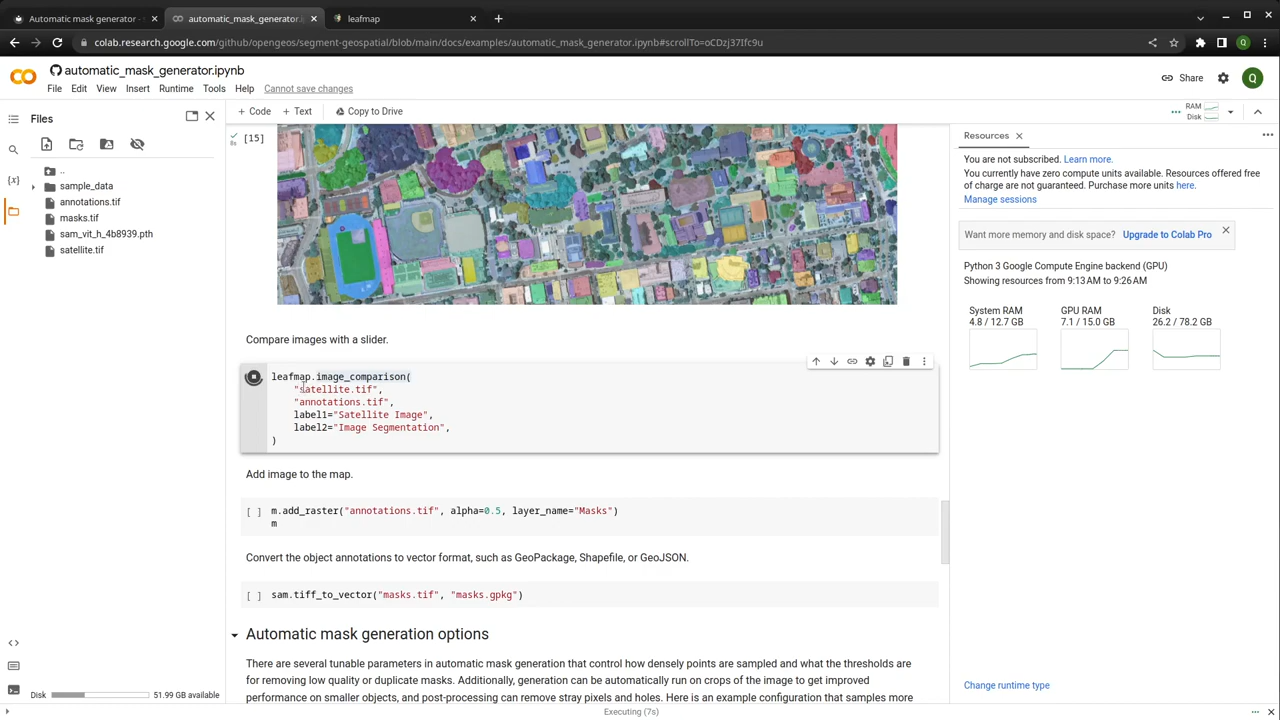 Automatic mask generator -
automatic_mask_generator.i
leafmap
colab.research.google.com/github/opengeos/segment-geospatial/blob/main/docs/examples/automatic_mask_generator.ipynb#scrollTo=oCDzj37Ifc9u
Q
automatic_mask_generator.ipynb
File Edit View Insert Runtime Tools Help Cannot save changes
Share
Q
Files
+ Code + Text Copy to Drive
RAM
Disk
..
sample_data
annotations.tif
masks.tif
sam_vit_h_4b8939.pth
satellite.tif
Disk 51.99 GB available
[15]
8s
Compare images with a slider.
leafmap.image_comparison(
"satellite.tif",
"annotations.tif",
label1="Satellite Image",
label2="Image Segmentation",
)
Add image to the map.
[ ] m.add_raster("annotations.tif", alpha=0.5, layer_name="Masks")
m
Convert the object annotations to vector format, such as GeoPackage, Shapefile, or GeoJSON.
[ ] sam.tiff_to_vector("masks.tif", "masks.gpkg")
Automatic mask generation options
There are several tunable parameters in automatic mask generation that control how densely points are sampled and what the thresholds are
for removing low quality or duplicate masks. Additionally, generation can be automatically run on crops of the image to get improved
performance on smaller objects, and post-processing can remove stray pixels and holes. Here is an example configuration that samples more
Resources
You are not subscribed. Learn more.
You currently have zero compute units available. Resources offered free
of charge are not guaranteed. Purchase more units here.
Manage sessions
Want more memory and disk space? Upgrade to Colab Pro
Python 3 Google Compute Engine backend (GPU)
Showing resources from 9:13 AM to 9:26 AM
System RAM
4.8 / 12.7 GB
GPU RAM
7.1 / 15.0 GB
Disk
26.2 / 78.2 GB
Change runtime type
Executing (7s)